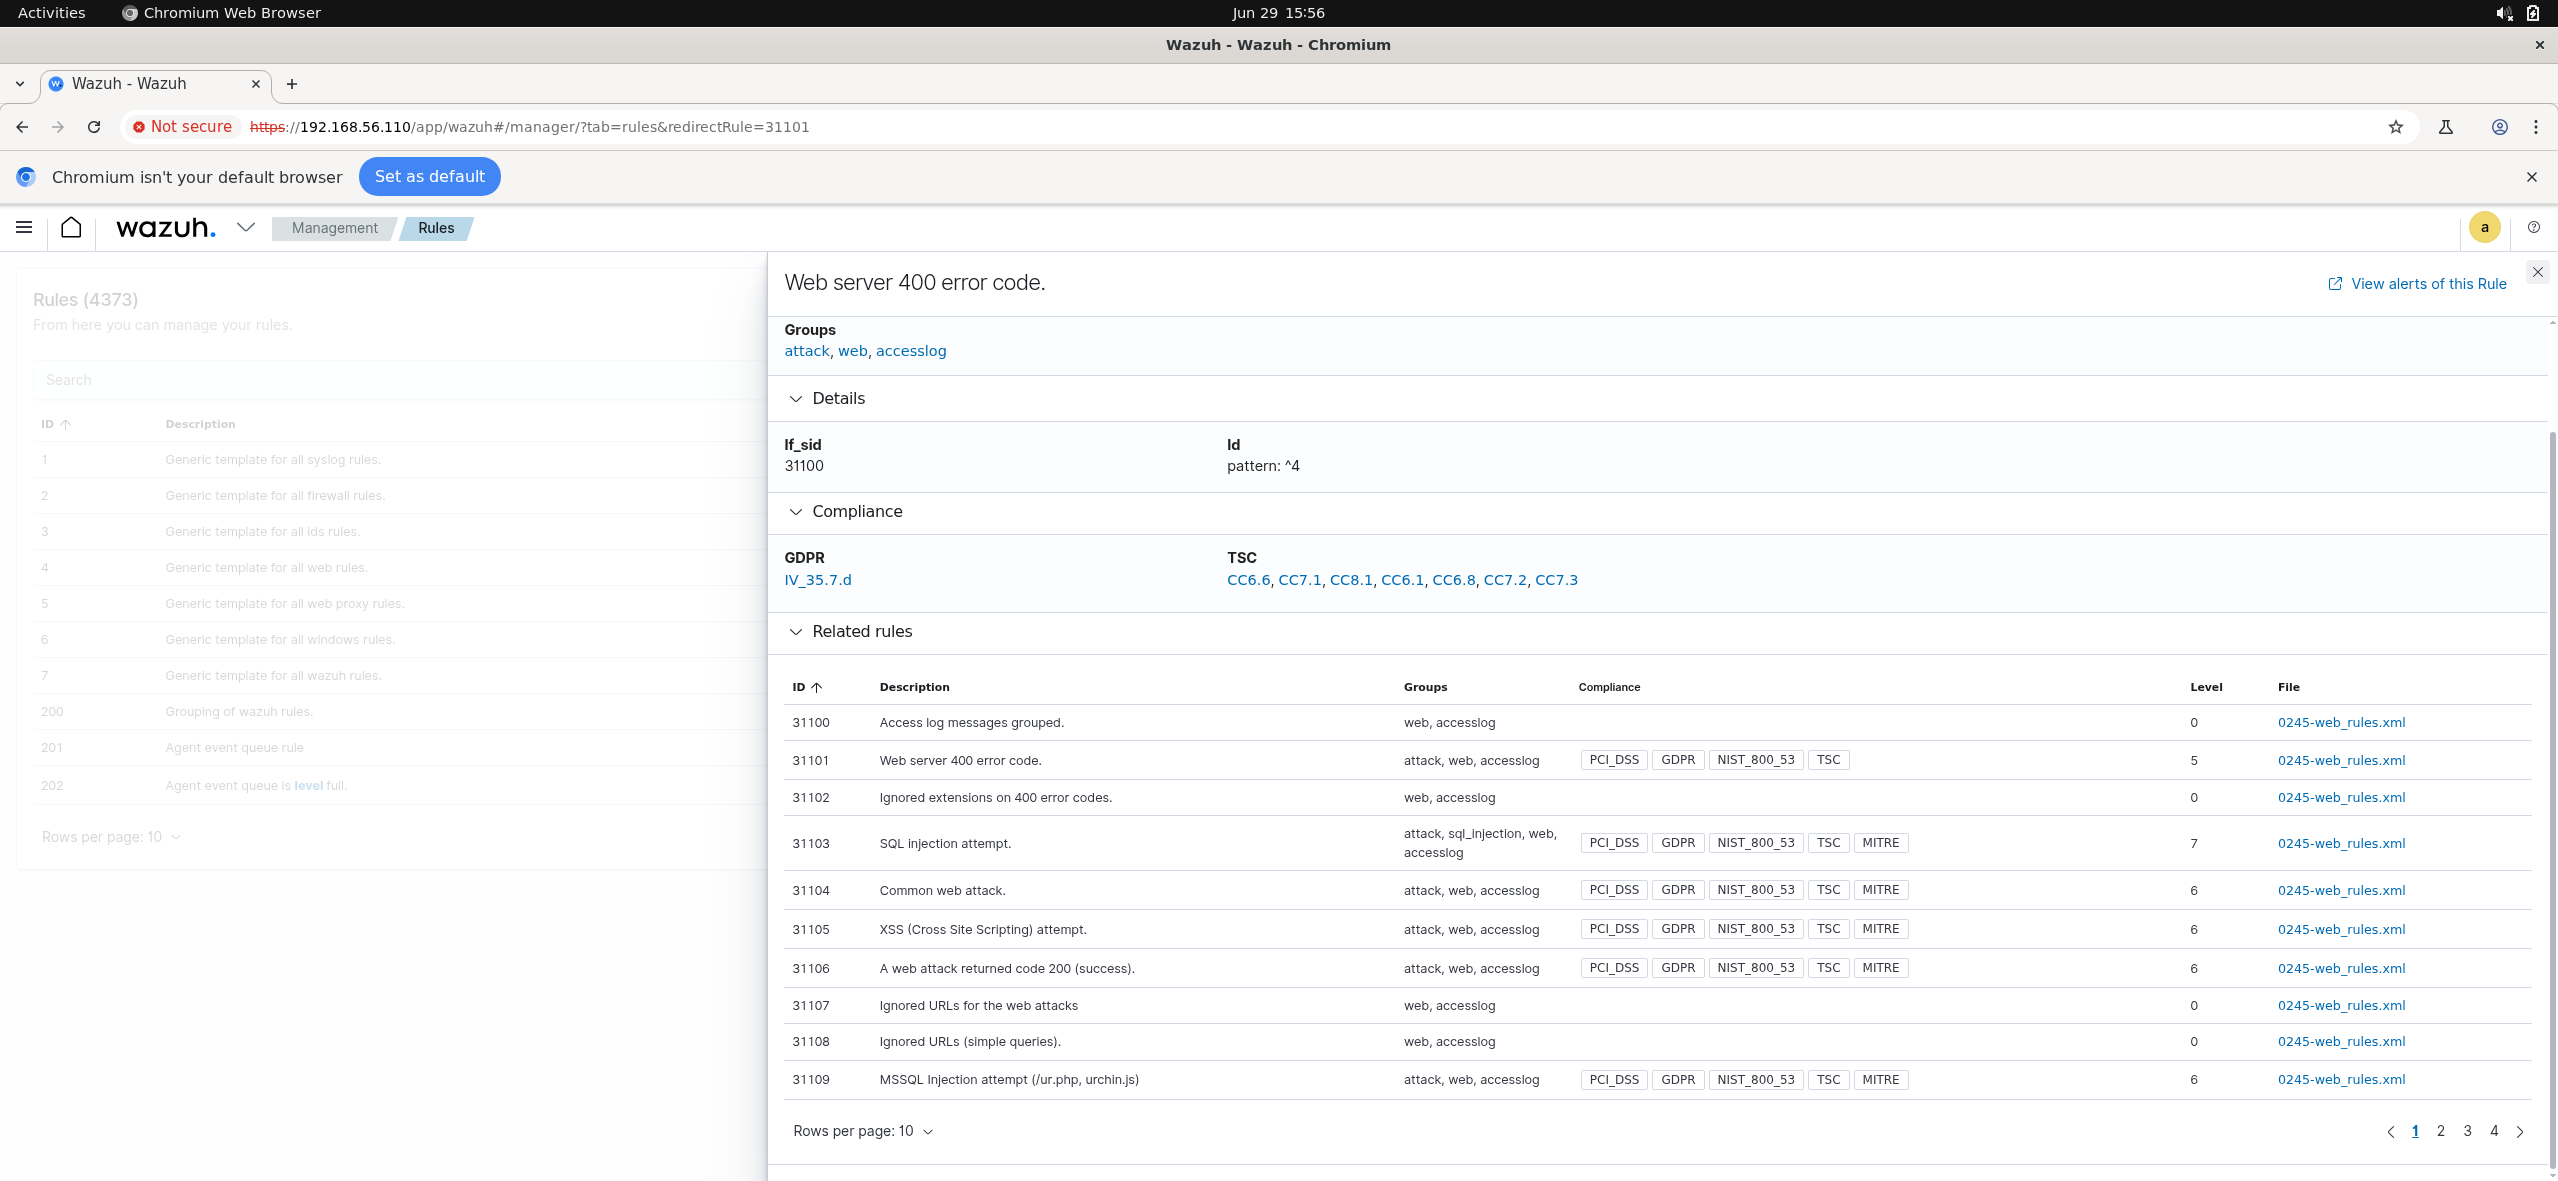 Activities Chromium Web Browser Jun 29 15:56
Wazuh - Wazuh - Chromium
Wazuh - Wazuh
Not secure https://192.168.56.110/app/wazuh#/manager/?tab=rules&redirectRule=31101
Chromium isn't your default browser Set as default
wazuh. Management Rules a
Rules (4373)
From here you can manage your rules.
Search
ID Description
1 Generic template for all syslog rules.
2 Generic template for all firewall rules.
3 Generic template for all ids rules.
4 Generic template for all web rules.
5 Generic template for all web proxy rules.
6 Generic template for all windows rules.
7 Generic template for all wazuh rules.
200 Grouping of wazuh rules.
201 Agent event queue rule
202 Agent event queue is level full.
Rows per page: 10
Web server 400 error code. View alerts of this Rule
Groups
attack, web, accesslog
Details
If_sid Id
31100 pattern: ^4
Compliance
GDPR TSC
IV_35.7.d CC6.6, CC7.1, CC8.1, CC6.1, CC6.8, CC7.2, CC7.3
Related rules
ID Description Groups Compliance Level File
31100 Access log messages grouped. web, accesslog 0 0245-web_rules.xml
31101 Web server 400 error code. attack, web, accesslog PCI_DSS GDPR NIST_800_53 TSC 5 0245-web_rules.xml
31102 Ignored extensions on 400 error codes. web, accesslog 0 0245-web_rules.xml
31103 SQL injection attempt. attack, sql_injection, web, accesslog PCI_DSS GDPR NIST_800_53 TSC MITRE 7 0245-web_rules.xml
31104 Common web attack. attack, web, accesslog PCI_DSS GDPR NIST_800_53 TSC MITRE 6 0245-web_rules.xml
31105 XSS (Cross Site Scripting) attempt. attack, web, accesslog PCI_DSS GDPR NIST_800_53 TSC MITRE 6 0245-web_rules.xml
31106 A web attack returned code 200 (success). attack, web, accesslog PCI_DSS GDPR NIST_800_53 TSC MITRE 6 0245-web_rules.xml
31107 Ignored URLs for the web attacks web, accesslog 0 0245-web_rules.xml
31108 Ignored URLs (simple queries). web, accesslog 0 0245-web_rules.xml
31109 MSSQL Injection attempt (/ur.php, urchin.js) attack, web, accesslog PCI_DSS GDPR NIST_800_53 TSC MITRE 6 0245-web_rules.xml
Rows per page: 10 1 2 3 4